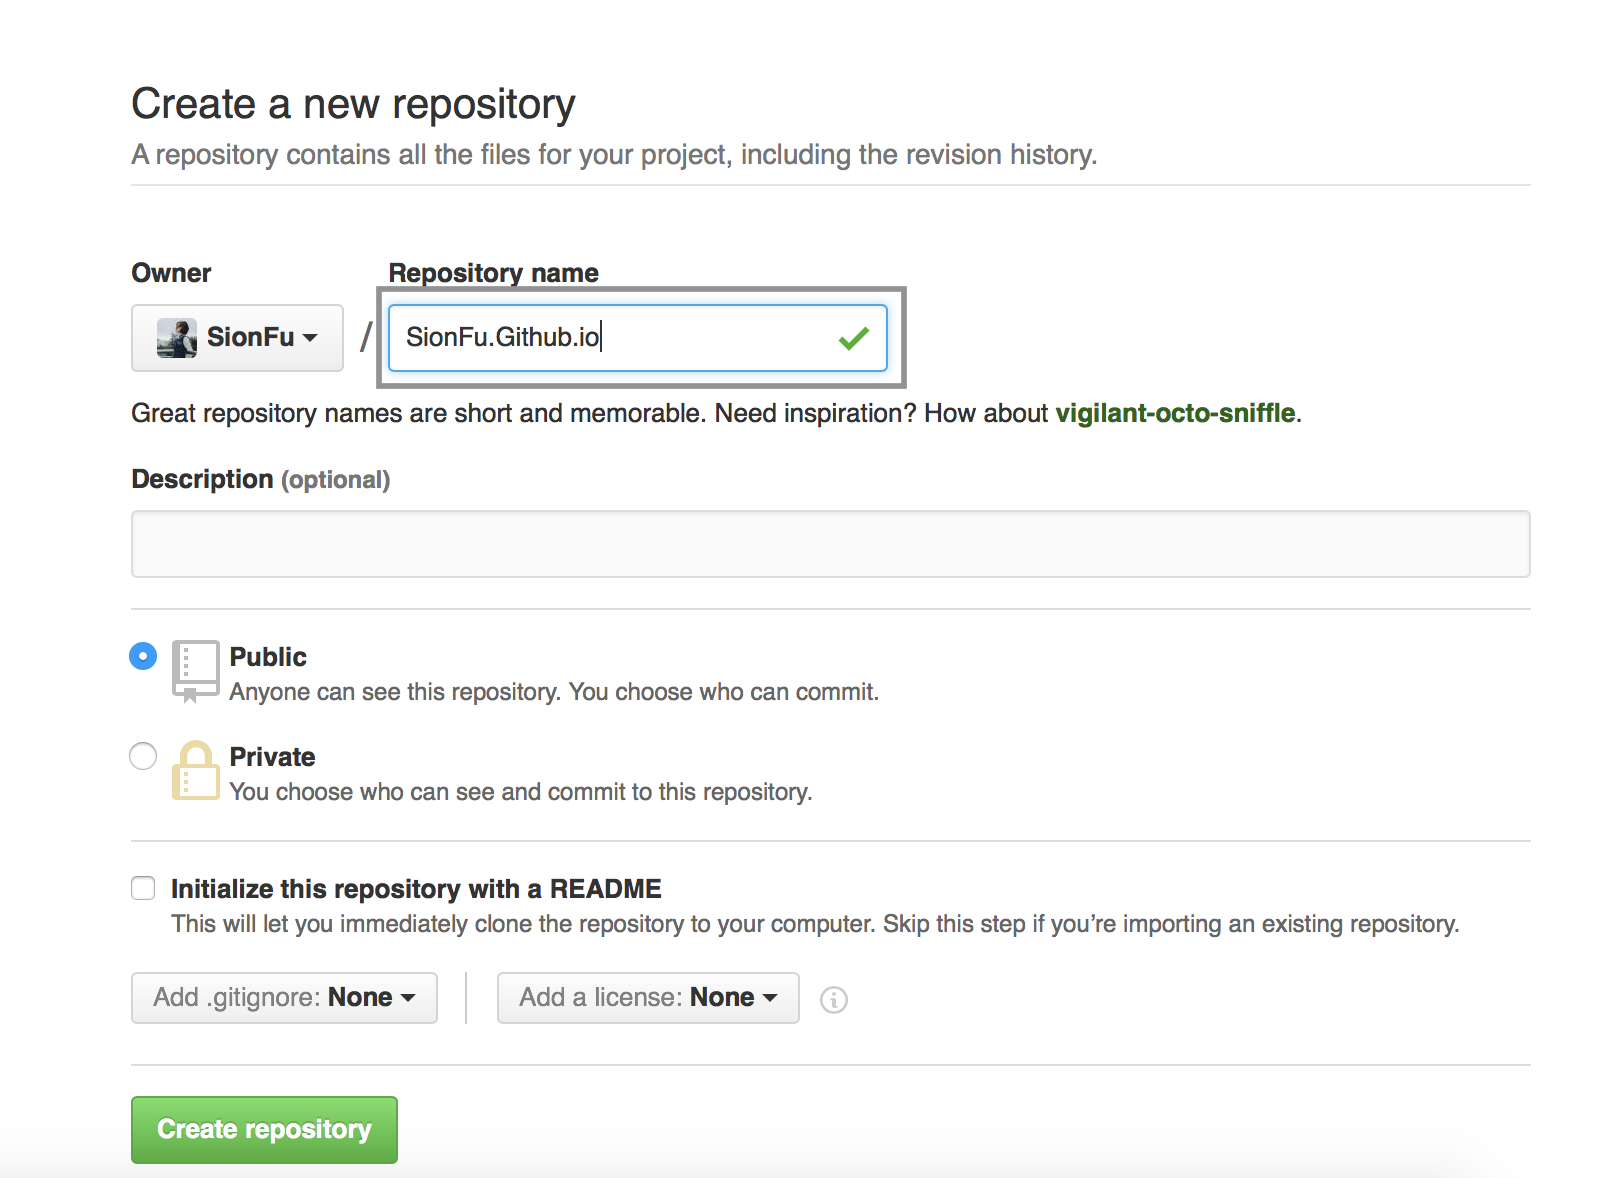 Create a new repository
A repository contains all the files for your project, including the revision history.
Owner
Repository name
SionFu / SionFu.Github.io
Great repository names are short and memorable. Need inspiration? How about vigilant-octo-sniffle.
Description (optional)
Public
Anyone can see this repository. You choose who can commit.
Private
You choose who can see and commit to this repository.
Initialize this repository with a README
This will let you immediately clone the repository to your computer. Skip this step if you’re importing an existing repository.
Add .gitignore: None
Add a license: None
Create repository